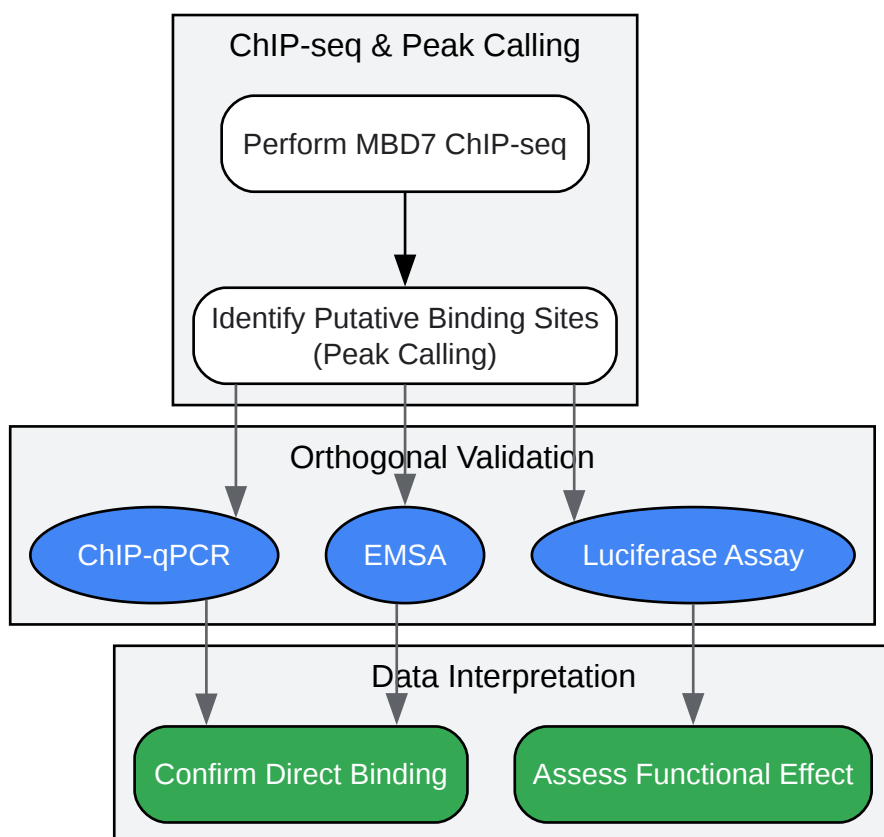 ChIP-seq & Peak Calling
Perform MBD7 ChIP-seq
Identify Putative Binding Sites
(Peak Calling)
Orthogonal Validation
ChIP-qPCR
EMSA
Luciferase Assay
Data Interpretation
Confirm Direct Binding
Assess Functional Effect